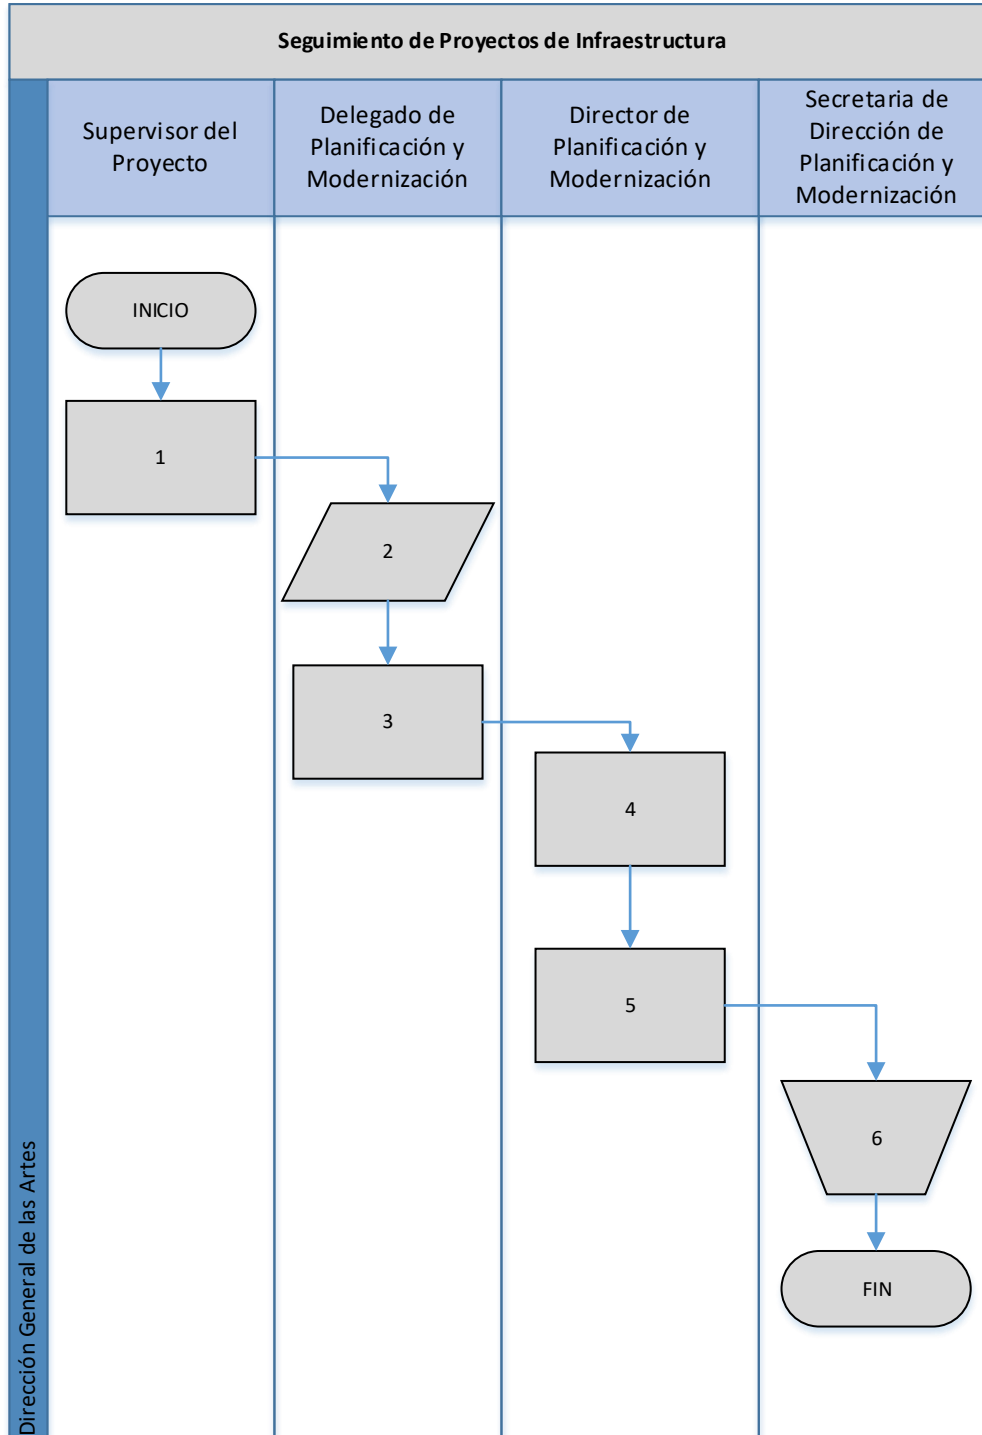 Seguimiento de Proyectos de Infraestructura
Supervisor del
Proyecto
Delegado de
Planificación y
Modernización
Director de
Planificación y
Modernización
Secretaria de
Dirección de
Planificación y
Modernización
INICIO
1
2
3
4
5
6
FIN
Dirección General de las Artes